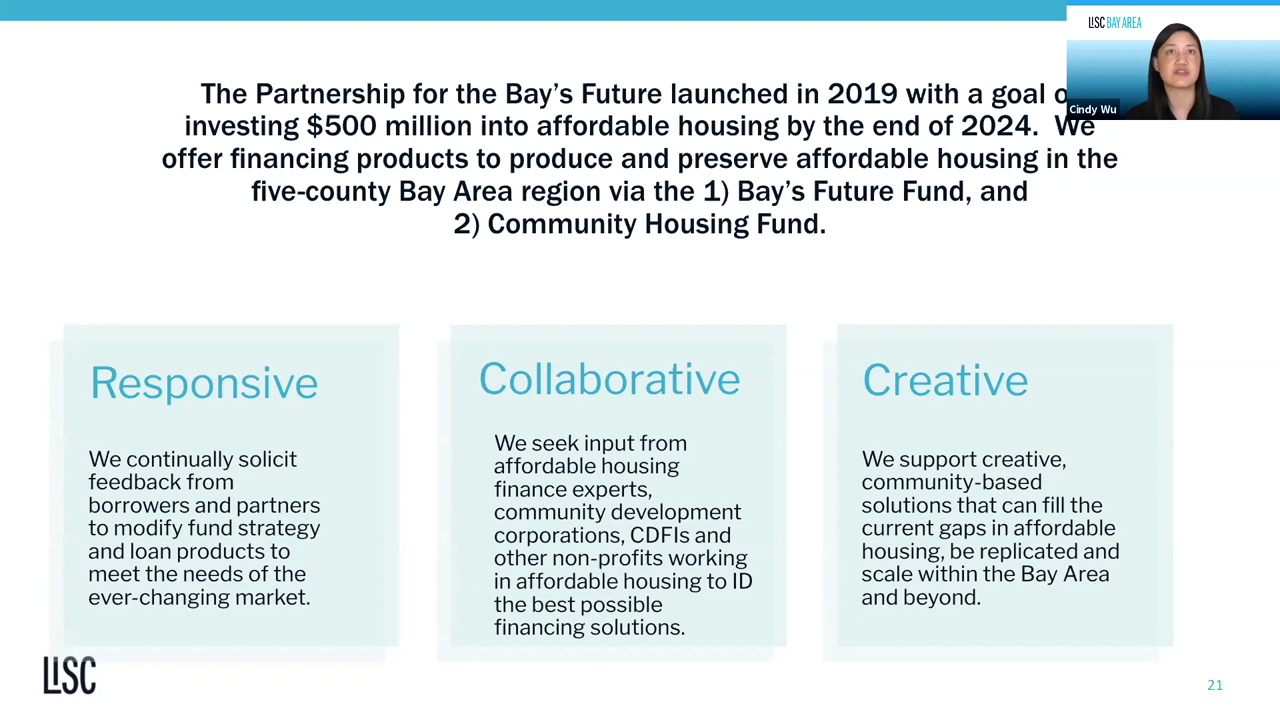 LISC BAY AREA
Cindy Wu
The Partnership for the Bay's Future launched in 2019 with a goal o
investing $500 million into affordable housing by the end of 2024. We
offer financing products to produce and preserve affordable housing in the
five-county Bay Area region via the 1) Bay's Future Fund, and
2) Community Housing Fund.
Responsive
We continually solicit
feedback from
borrowers and partners
to modify fund strategy
and loan products to
meet the needs of the
ever-changing market.
Collaborative
We seek input from
affordable housing
finance experts,
community development
corporations, CDFIs and
other non-profits working
in affordable housing to ID
the best possible
financing solutions.
Creative
We support creative,
community-based
solutions that can fill the
current gaps in affordable
housing, be replicated and
scale within the Bay Area
and beyond.
LISC
21